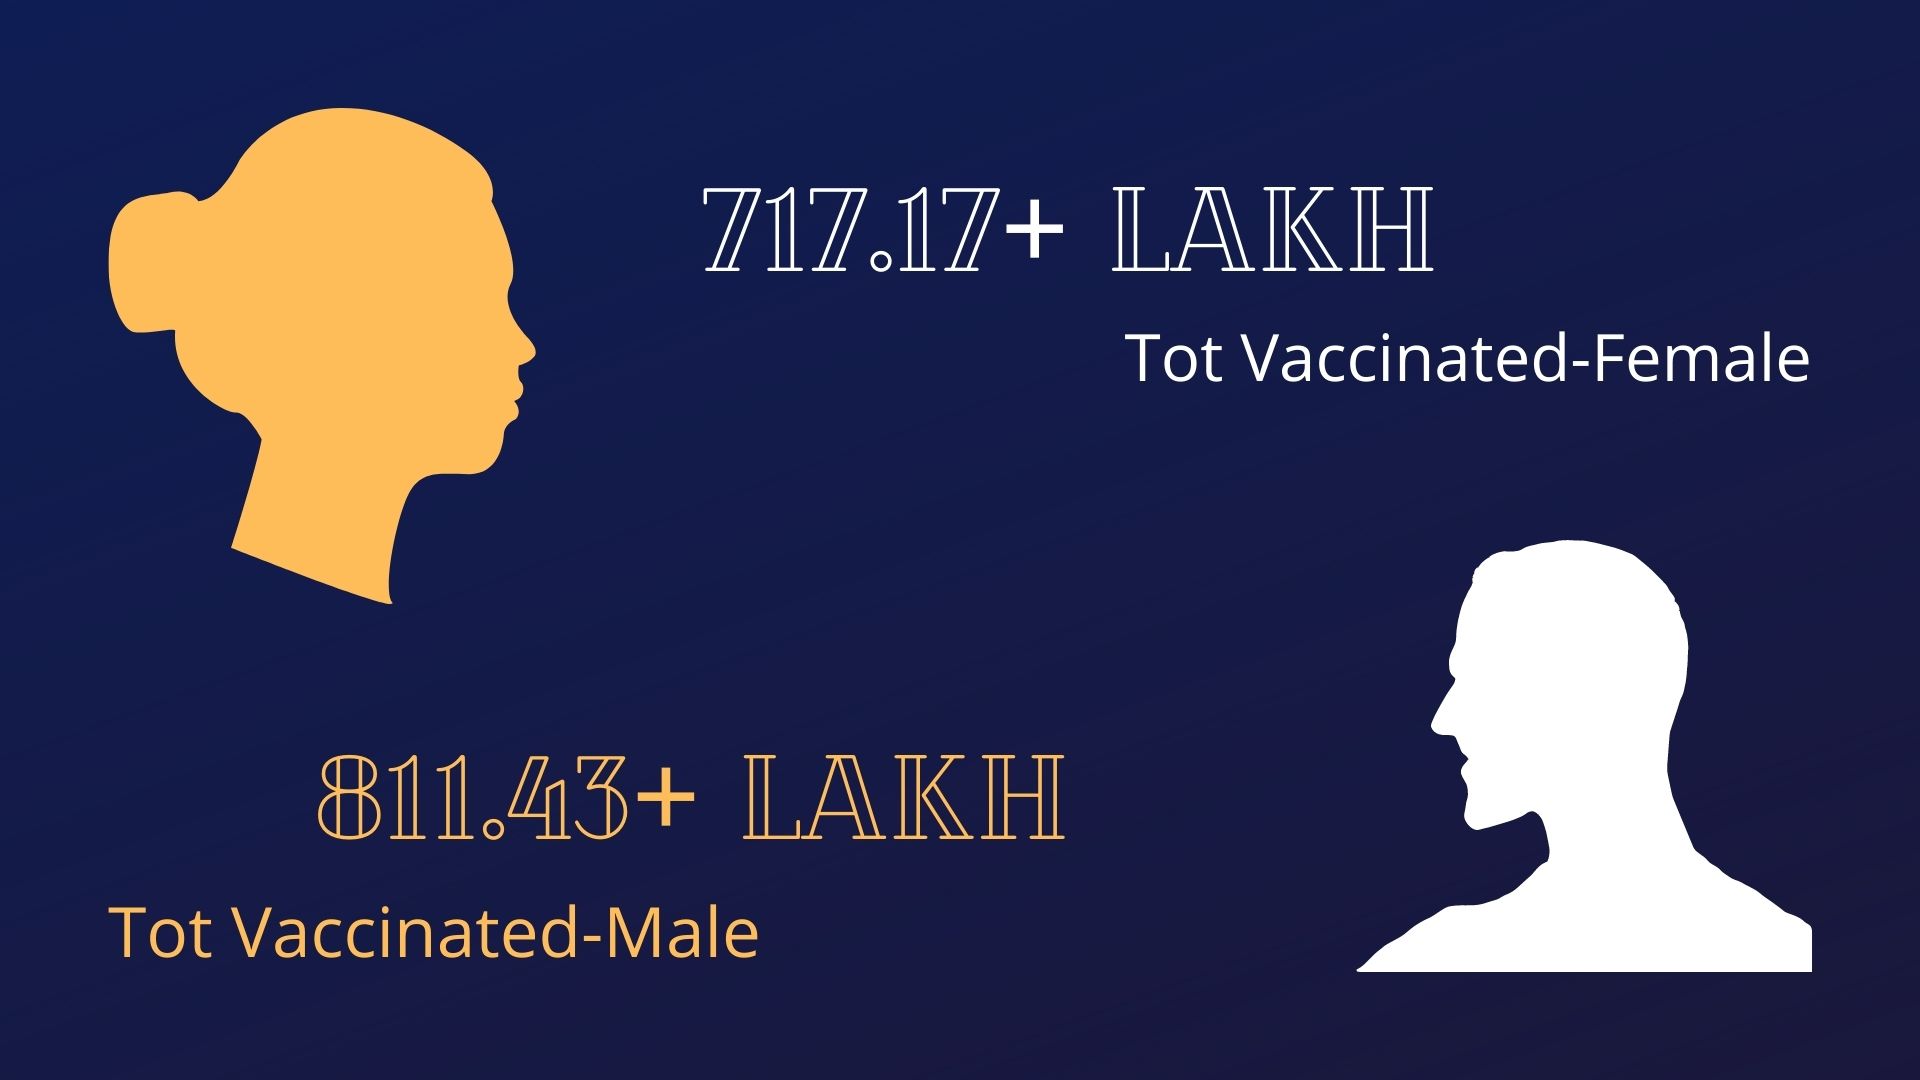 717.17+ LAKH
Tot Vaccinated-Female
811.43+ LAKH
Tot Vaccinated-Male